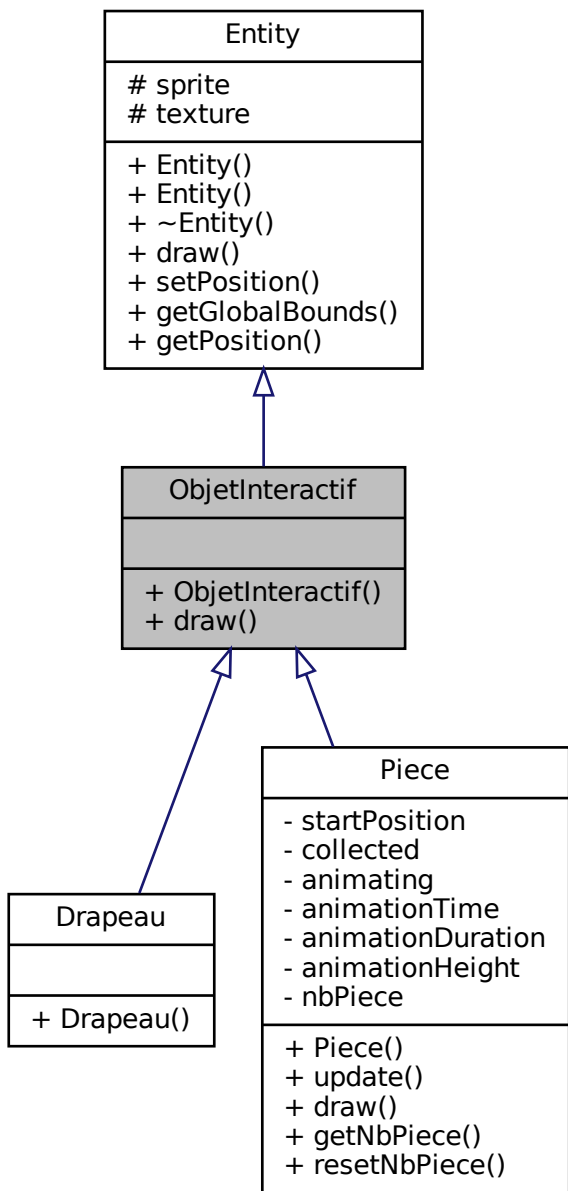 Entity
# sprite
# texture
+ Entity()
+ Entity()
+ ~Entity()
+ draw()
+ setPosition()
+ getGlobalBounds()
+ getPosition()
ObjetInteractif
+ ObjetInteractif()
+ draw()
Drapeau
+ Drapeau()
Piece
- startPosition
- collected
- animating
- animationTime
- animationDuration
- animationHeight
- nbPiece
+ Piece()
+ update()
+ draw()
+ getNbPiece()
+ resetNbPiece()